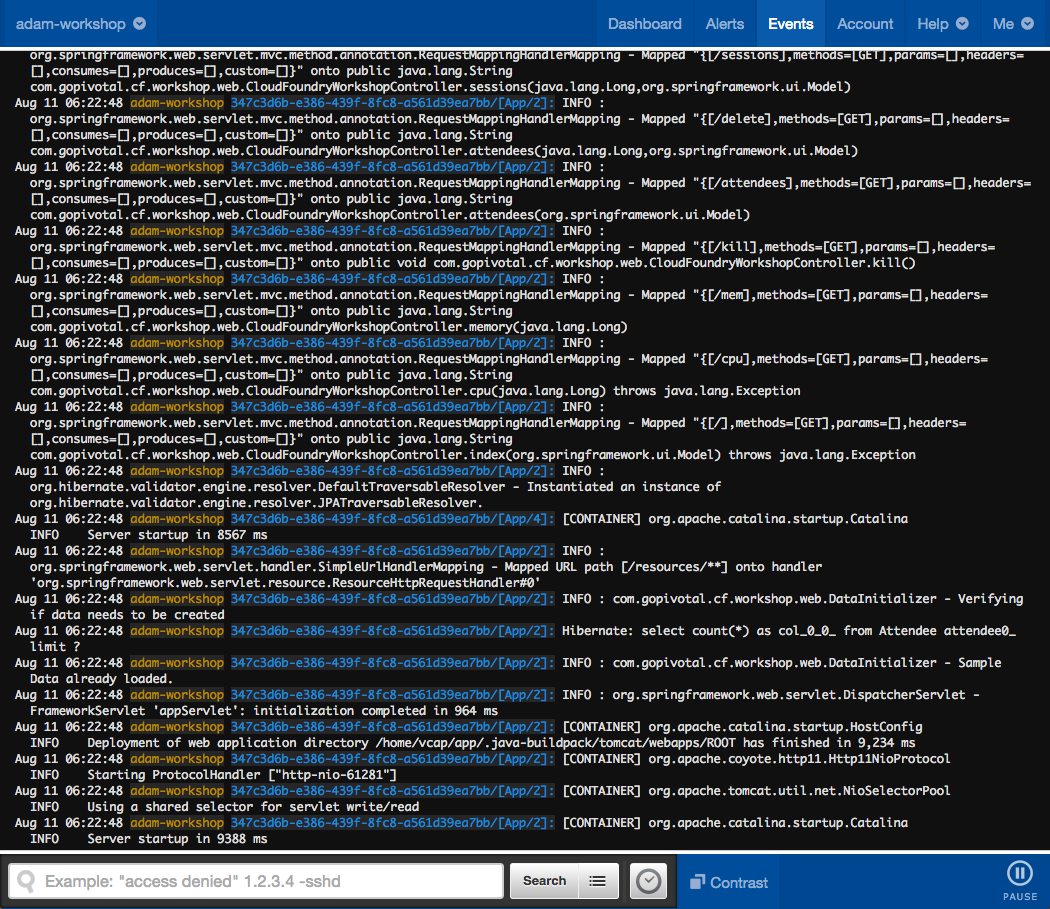 adam-workshop Dashboard Alerts Events Account Help Me
org.springframework.web.servlet.mvc.method.annotation.RequestMappingHandlerMapping - Mapped "{[/sessions],methods=[GET],params=[],headers=
[],consumes=[],produces=[],custom=[]}" onto public java.lang.String
com.gopivotal.cf.workshop.web.CloudFoundryWorkshopController.sessions(java.lang.Long,org.springframework.ui.Model)
Aug 11 06:22:48 adam-workshop 347c3d6b-e386-439f-8fc8-a561d39ea7bb/[App/2]: INFO :
org.springframework.web.servlet.mvc.method.annotation.RequestMappingHandlerMapping - Mapped "{[/delete],methods=[GET],params=[],headers=
[],consumes=[],produces=[],custom=[]}" onto public java.lang.String
com.gopivotal.cf.workshop.web.CloudFoundryWorkshopController.attendees(java.lang.Long,org.springframework.ui.Model)
Aug 11 06:22:48 adam-workshop 347c3d6b-e386-439f-8fc8-a561d39ea7bb/[App/2]: INFO :
org.springframework.web.servlet.mvc.method.annotation.RequestMappingHandlerMapping - Mapped "{[/attendees],methods=[GET],params=[],headers=
[],consumes=[],produces=[],custom=[]}" onto public java.lang.String
com.gopivotal.cf.workshop.web.CloudFoundryWorkshopController.attendees(org.springframework.ui.Model)
Aug 11 06:22:48 adam-workshop 347c3d6b-e386-439f-8fc8-a561d39ea7bb/[App/2]: INFO :
org.springframework.web.servlet.mvc.method.annotation.RequestMappingHandlerMapping - Mapped "{[/kill],methods=[GET],params=[],headers=
[],consumes=[],produces=[],custom=[]}" onto public void com.gopivotal.cf.workshop.web.CloudFoundryWorkshopController.kill()
Aug 11 06:22:48 adam-workshop 347c3d6b-e386-439f-8fc8-a561d39ea7bb/[App/2]: INFO :
org.springframework.web.servlet.mvc.method.annotation.RequestMappingHandlerMapping - Mapped "{[/mem],methods=[GET],params=[],headers=
[],consumes=[],produces=[],custom=[]}" onto public java.lang.String
com.gopivotal.cf.workshop.web.CloudFoundryWorkshopController.memory(java.lang.Long)
Aug 11 06:22:48 adam-workshop 347c3d6b-e386-439f-8fc8-a561d39ea7bb/[App/2]: INFO :
org.springframework.web.servlet.mvc.method.annotation.RequestMappingHandlerMapping - Mapped "{[/cpu],methods=[GET],params=[],headers=
[],consumes=[],produces=[],custom=[]}" onto public java.lang.String
com.gopivotal.cf.workshop.web.CloudFoundryWorkshopController.cpu(java.lang.Long) throws java.lang.Exception
Aug 11 06:22:48 adam-workshop 347c3d6b-e386-439f-8fc8-a561d39ea7bb/[App/2]: INFO :
org.springframework.web.servlet.mvc.method.annotation.RequestMappingHandlerMapping - Mapped "{[/],methods=[GET],params=[],headers=
[],consumes=[],produces=[],custom=[]}" onto public java.lang.String
com.gopivotal.cf.workshop.web.CloudFoundryWorkshopController.index(org.springframework.ui.Model) throws java.lang.Exception
Aug 11 06:22:48 adam-workshop 347c3d6b-e386-439f-8fc8-a561d39ea7bb/[App/2]: INFO :
org.hibernate.validator.engine.resolver.DefaultTraversableResolver - Instantiated an instance of
org.hibernate.validator.engine.resolver.JPATraversableResolver.
Aug 11 06:22:48 adam-workshop 347c3d6b-e386-439f-8fc8-a561d39ea7bb/[App/4]: [CONTAINER] org.apache.catalina.startup.Catalina
INFO    Server startup in 8567 ms
Aug 11 06:22:48 adam-workshop 347c3d6b-e386-439f-8fc8-a561d39ea7bb/[App/2]: INFO :
org.springframework.web.servlet.handler.SimpleUrlHandlerMapping - Mapped URL path [/resources/**] onto handler
'org.springframework.web.servlet.resource.ResourceHttpRequestHandler#0'
Aug 11 06:22:48 adam-workshop 347c3d6b-e386-439f-8fc8-a561d39ea7bb/[App/2]: INFO : com.gopivotal.cf.workshop.web.DataInitializer - Verifying
if data needs to be created
Aug 11 06:22:48 adam-workshop 347c3d6b-e386-439f-8fc8-a561d39ea7bb/[App/2]: Hibernate: select count(*) as col_0_0_ from Attendee attendee0_
limit ?
Aug 11 06:22:48 adam-workshop 347c3d6b-e386-439f-8fc8-a561d39ea7bb/[App/2]: INFO : com.gopivotal.cf.workshop.web.DataInitializer - Sample
Data already loaded.
Aug 11 06:22:48 adam-workshop 347c3d6b-e386-439f-8fc8-a561d39ea7bb/[App/2]: INFO : org.springframework.web.servlet.DispatcherServlet -
FrameworkServlet 'appServlet': initialization completed in 964 ms
Aug 11 06:22:48 adam-workshop 347c3d6b-e386-439f-8fc8-a561d39ea7bb/[App/2]: [CONTAINER] org.apache.catalina.startup.HostConfig
INFO    Deployment of web application directory /home/vcap/app/.java-buildpack/tomcat/webapps/ROOT has finished in 9,234 ms
Aug 11 06:22:48 adam-workshop 347c3d6b-e386-439f-8fc8-a561d39ea7bb/[App/2]: [CONTAINER] org.apache.coyote.http11.Http11NioProtocol
INFO    Starting ProtocolHandler ["http-nio-61281"]
Aug 11 06:22:48 adam-workshop 347c3d6b-e386-439f-8fc8-a561d39ea7bb/[App/2]: [CONTAINER] org.apache.tomcat.util.net.NioSelectorPool
INFO    Using a shared selector for servlet write/read
Aug 11 06:22:48 adam-workshop 347c3d6b-e386-439f-8fc8-a561d39ea7bb/[App/2]: [CONTAINER] org.apache.catalina.startup.Catalina
INFO    Server startup in 9388 ms
Example: "access denied" 1.2.3.4 -sshd Search Contrast
PAUSE